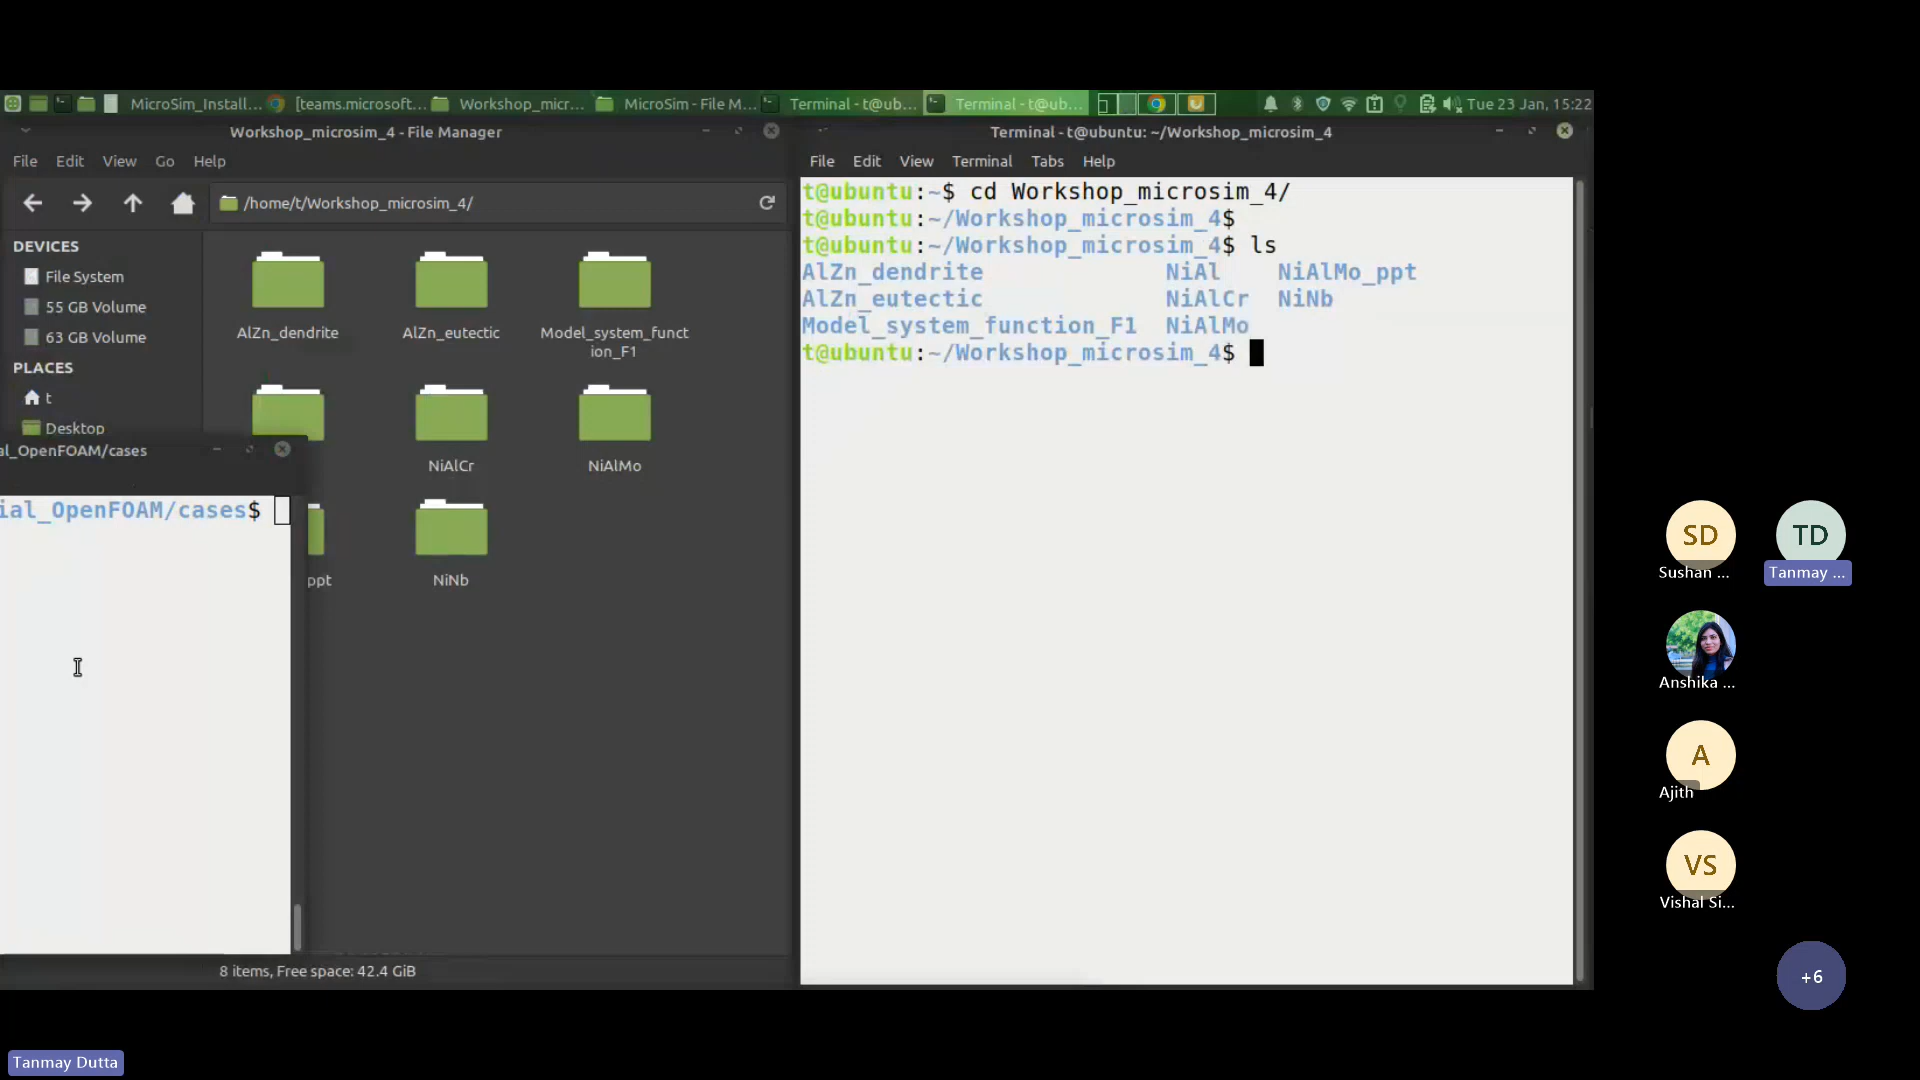 MicroSim_Install... [teams.microsoft... Workshop_micr... MicroSim - File M... Terminal - t@ub... Terminal - t@ub... Tue 23 Jan, 15:22
Workshop_microsim_4 - File Manager
File Edit View Go Help
/home/t/Workshop_microsim_4/
DEVICES
File System
55 GB Volume
63 GB Volume
PLACES
t
Desktop
AlZn_dendrite
AlZn_eutectic
Model_system_funct
ion_F1
NiAlCr
NiAlMo
ppt
NiNb
8 items, Free space: 42.4 GiB
al_OpenFOAM/cases
ial_OpenFOAM/cases$
Terminal - t@ubuntu: ~/Workshop_microsim_4
File Edit View Terminal Tabs Help
t@ubuntu:~$ cd Workshop_microsim_4/
t@ubuntu:~/Workshop_microsim_4$
t@ubuntu:~/Workshop_microsim_4$ ls
AlZn_dendrite NiAl NiAlMo_ppt
AlZn_eutectic NiAlCr NiNb
Model_system_function_F1 NiAlMo
t@ubuntu:~/Workshop_microsim_4$
SD
Sushan ...
TD
Tanmay ...
Anshika ...
A
Ajith
VS
Vishal Si...
+6
Tanmay Dutta